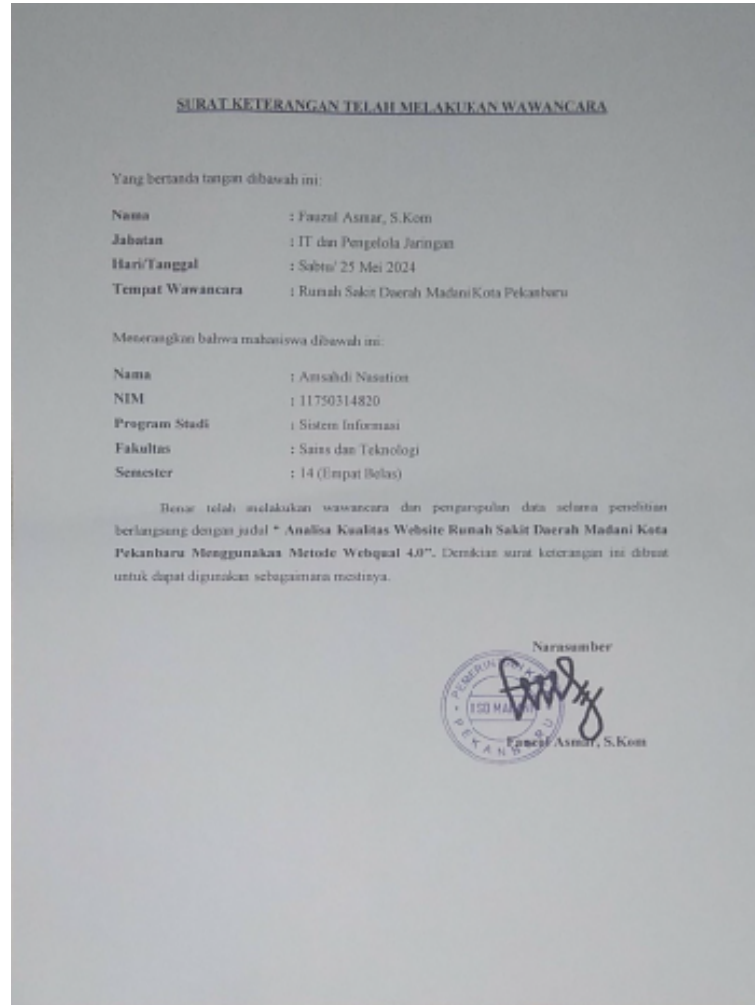 SURAT KETERANGAN TELAH MELAKUKAN WAWANCARA
Yang bertanda tangan dibawah ini:
Nama : Fauzul Asmar, S.Kom
Jabatan : IT dan Pengelola Jaringan
Hari/Tanggal : Sabtu/ 25 Mei 2024
Tempat Wawancara : Rumah Sakit Daerah Madani Kota Pekanbaru
Menerangkan bahwa mahasiswa dibawah ini:
Nama : Amsahdi Nasution
NIM : 11750314820
Program Studi : Sistem Informasi
Fakultas : Sains dan Teknologi
Semester : 14 (Empat Belas)
Benar telah melakukan wawancara dan pengumpulan data selama penelitian
berlangsung dengan judul “ Analisa Kualitas Website Rumah Sakit Daerah Madani Kota
Pekanbaru Menggunakan Metode Webqual 4.0”. Demikian surat keterangan ini dibuat
untuk dapat digunakan sebagaimana mestinya.
Narasumber
PEKANBARU
Fauzul Asmar, S.Kom